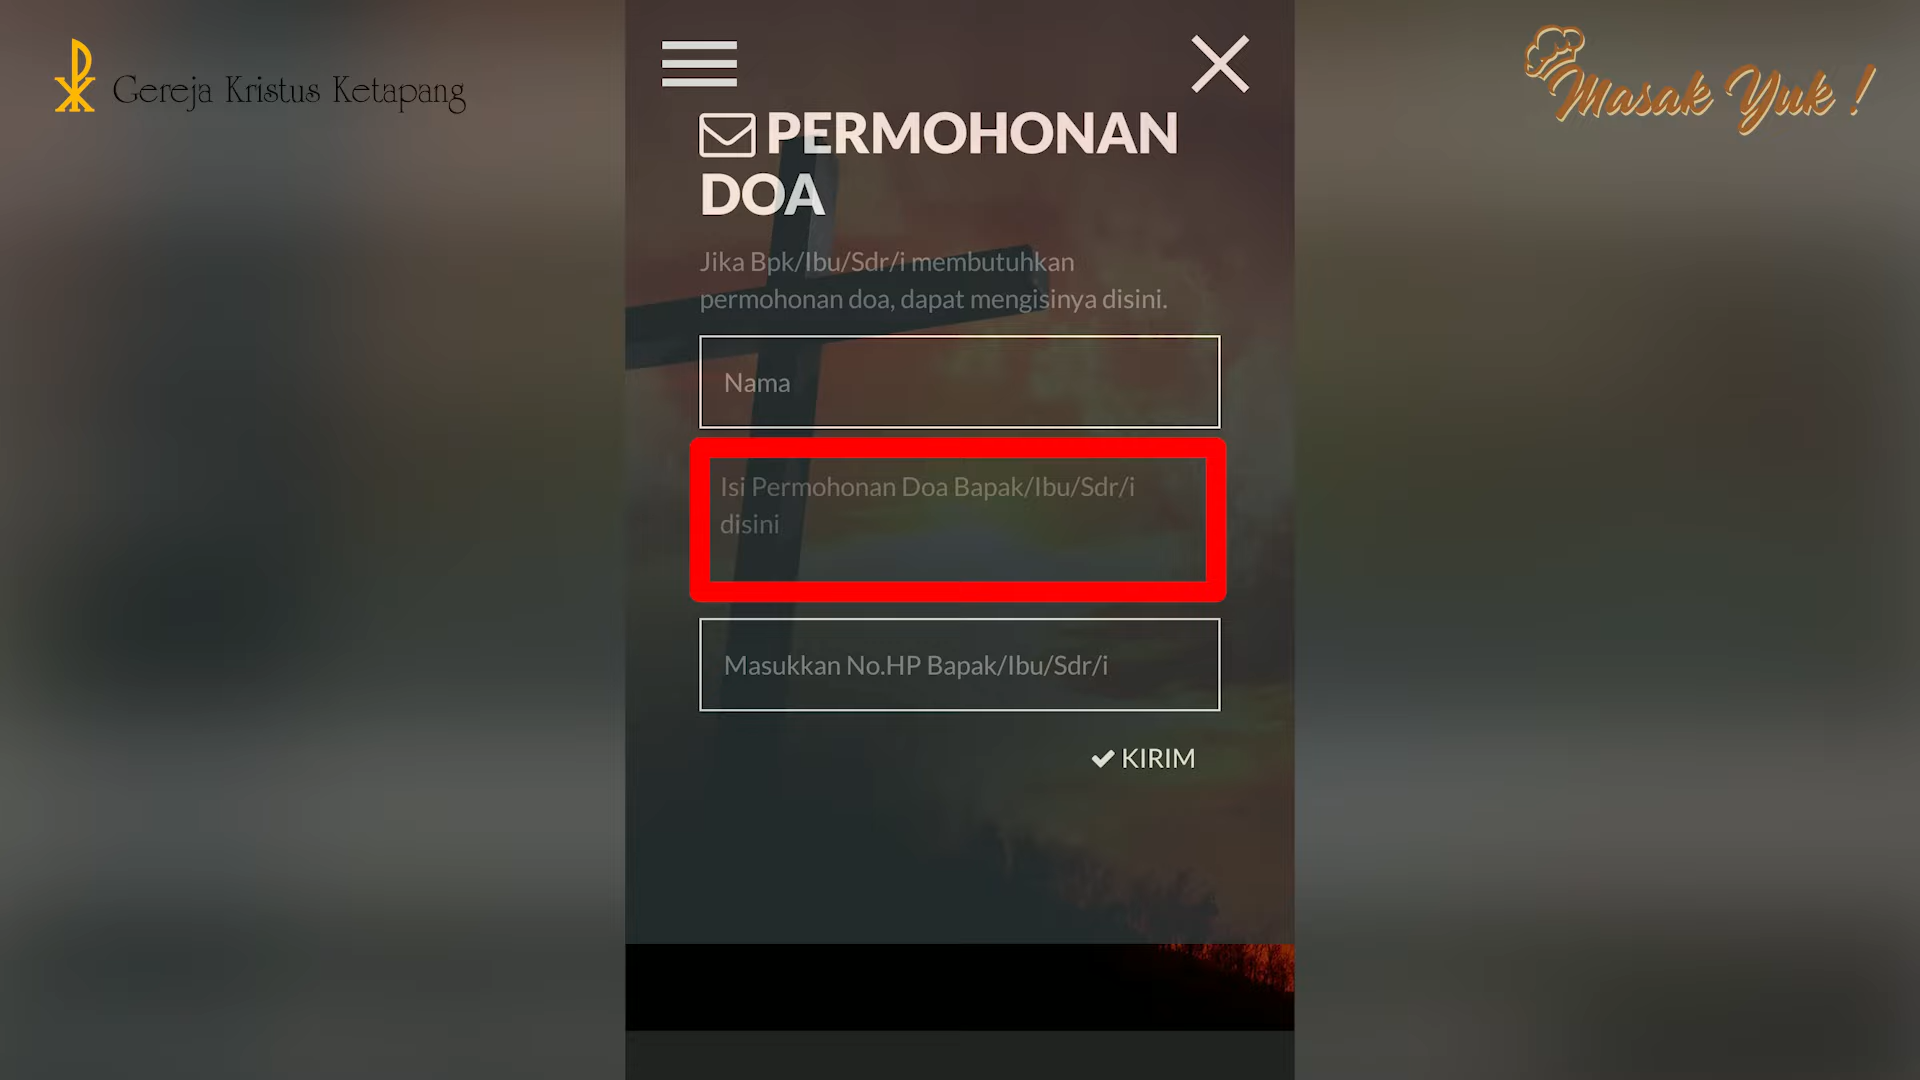 Gereja Kristus Ketapang
Masak Yuk !
PERMOHONAN
DOA
Jika Bpk/Ibu/Sdr/i membutuhkan
permohonan doa, dapat mengisinya disini.
Nama
Isi Permohonan Doa Bapak/Ibu/Sdr/i
disini
Masukkan No.HP Bapak/Ibu/Sdr/i
KIRIM